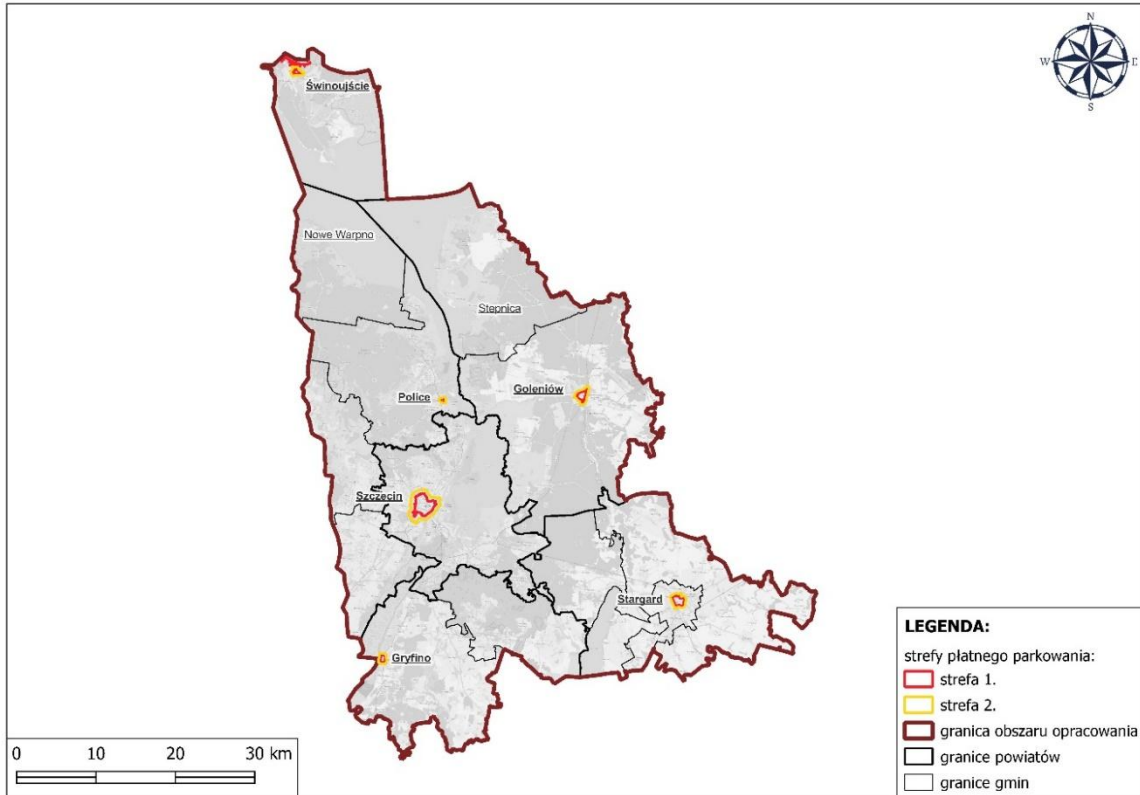 N
W
E
S
Świnoujście
Nowe Warpno
Stepnica
Police
Goleniów
Szczecin
Stargard
Gryfino
LEGENDA:
strefy płatnego parkowania:
strefa 1.
strefa 2.
granica obszaru opracowania
granice powiatów
granice gmin
0 10 20 30 km